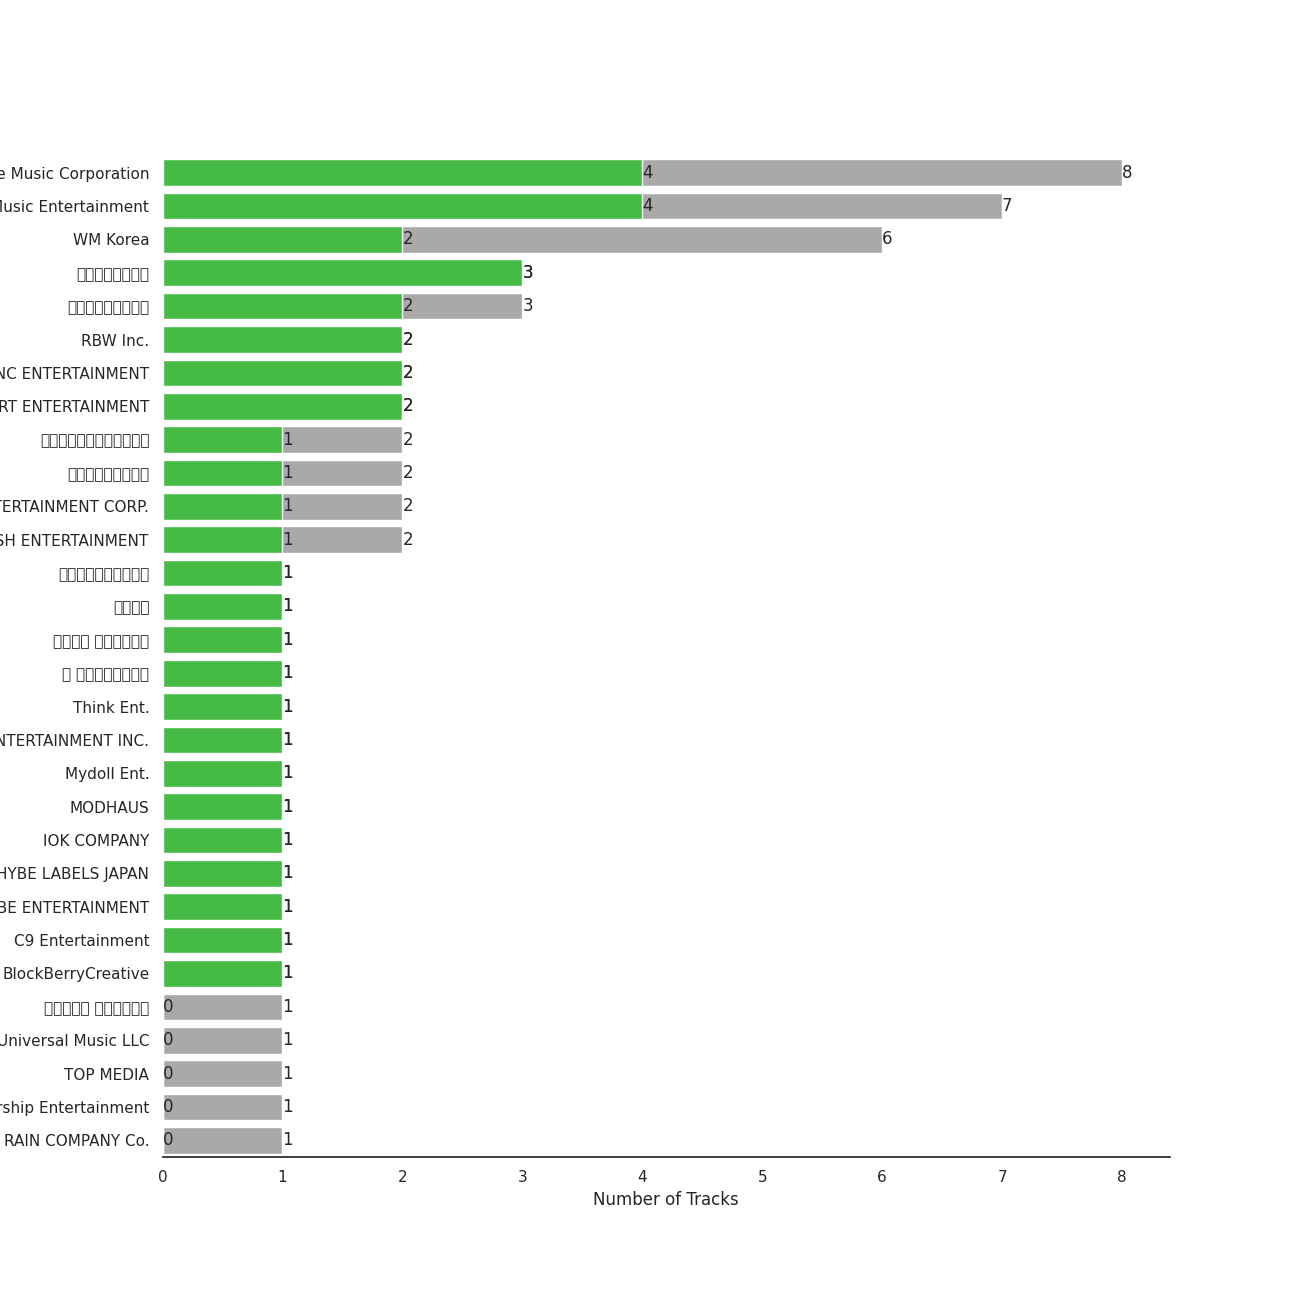 e Music Corporation 4 8
Music Entertainment 4 7
WM Korea 2 6
3
2 3
RBW Inc. 2
NC ENTERTAINMENT 2
RT ENTERTAINMENT 2
1 2
1 2
TERTAINMENT CORP. 1 2
SH ENTERTAINMENT 1 2
1
1
1
1
Think Ent. 1
NTERTAINMENT INC. 1
Mydoll Ent. 1
MODHAUS 1
IOK COMPANY 1
HYBE LABELS JAPAN 1
BE ENTERTAINMENT 1
C9 Entertainment 1
BlockBerryCreative 1
0 1
Universal Music LLC 0 1
TOP MEDIA 0 1
rship Entertainment 0 1
RAIN COMPANY Co. 0 1
0 1 2 3 4 5 6 7 8
Number of Tracks